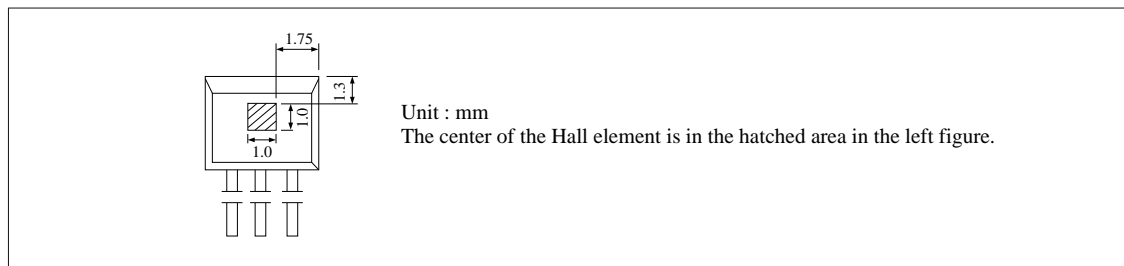 1.75
1.3
1.0
1.0
Unit : mm
The center of the Hall element is in the hatched area in the left figure.